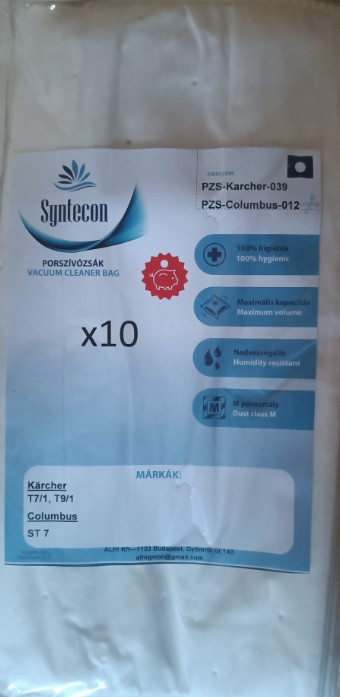 Syntecon
PORSZÍVÓZSÁK
VACUUM CLEANER BAG
PZS-Karcher-039
PZS-Columbus-012
x10
100% higiénia
100% hygienic
Maximális kapacitás
Maximum volume
Nedvességálló
Humidity resistant
M
M porosztály
Dust class M
MÁRKÁK:
Kärcher
T7/1, T9/1
Columbus
ST 7